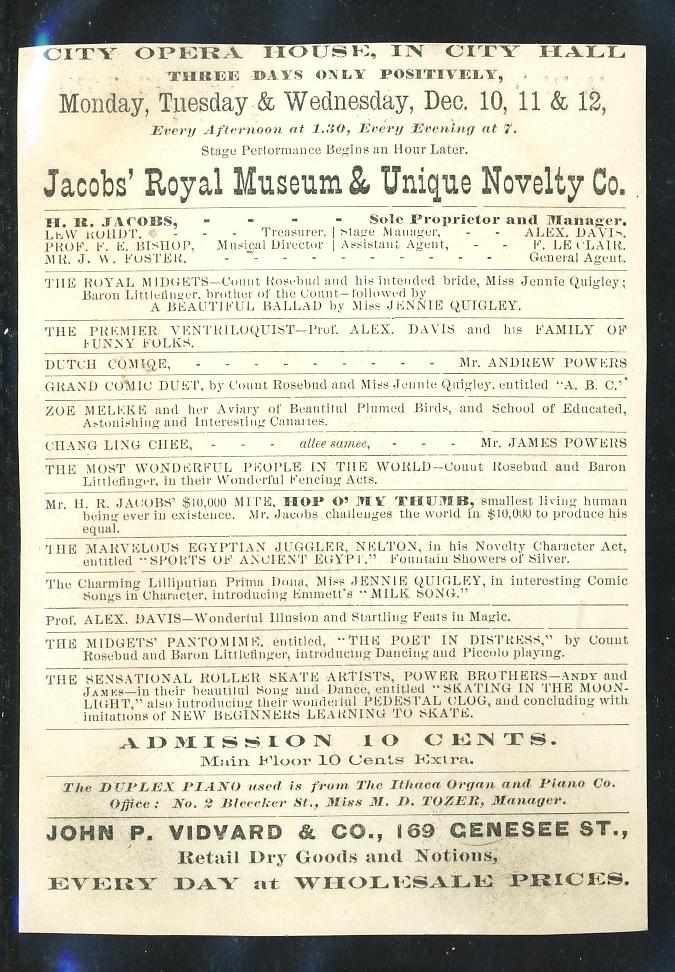 CITY OPERA HOUSE, IN CITY HALL
THREE DAYS ONLY POSITIVELY,
Monday, Tuesday & Wednesday, Dec. 10, 11 & 12,
Every Afternoon at 1.30, Every Evening at 7.
Stage Performance Begins an Hour Later.
Jacobs' Royal Museum & Unique Novelty Co.
H. R. JACOBS, - - - - Sole Proprietor and Manager.
LEW ROHDT, - - Treasurer. | Stage Manager, - - ALEX. DAVIS.
PROF. F. E. BISHOP, Musical Director | Assistant Agent, - - F. LE CLAIR.
MR. J. W. FOSTER, - - - - - - - - - General Agent.
THE ROYAL MIDGETS—Count Rosebud and his intended bride, Miss Jennie Quigley;
Baron Littlefinger, brother of the Count—followed by
A BEAUTIFUL BALLAD by Miss JENNIE QUIGLEY.
THE PREMIER VENTRILOQUIST—Prof. ALEX. DAVIS and his FAMILY OF
FUNNY FOLKS.
DUTCH COMIQE, - - - - - - - - - Mr. ANDREW POWERS
GRAND COMIC DUET, by Count Rosebud and Miss Jennie Quigley, entitled "A. B. C."
ZOE MELEKE and her Aviary of Beautiful Plumed Birds, and School of Educated,
Astonishing and Interesting Canaries.
CHANG LING CHEE, - - - allee samee, - - - Mr. JAMES POWERS
THE MOST WONDERFUL PEOPLE IN THE WORLD--Count Rosebud and Baron
Littlefinger, in their Wonderful Fencing Acts.
Mr. H. R. JACOBS' $10,000 MITE, HOP O' MY THUMB, smallest living human
being ever in existence. Mr. Jacobs challenges the world in $10,000 to produce his
equal.
THE MARVELOUS EGYPTIAN JUGGLER, NELTON, in his Novelty Character Act,
entitled "SPORTS OF ANCIENT EGYPT." Fountain Showers of Silver.
The Charming Lilliputian Prima Dona, Miss JENNIE QUIGLEY, in interesting Comic
Songs in Character, introducing Emmett's "MILK SONG."
Prof. ALEX. DAVIS—Wonderful Illusion and Startling Feats in Magic.
THE MIDGETS' PANTOMIME, entitled, "THE POET IN DISTRESS," by Count
Rosebud and Baron Littlefinger, introducing Dancing and Piccolo playing.
THE SENSATIONAL ROLLER SKATE ARTISTS, POWER BROTHERS—ANDY and
JAMES—in their beautiful Song and Dance, entitled "SKATING IN THE MOON-
LIGHT," also introducing their wonderful PEDESTAL CLOG, and concluding with
imitations of NEW BEGINNERS LEARNING TO SKATE.
ADMISSION 10 CENTS.
Main Floor 10 Cents Extra.
The DUPLEX PIANO used is from The Ithaca Organ and Piano Co.
Office: No. 2 Bleecker St., Miss M. D. TOZER, Manager.
JOHN P. VIDVARD & CO., 169 GENESEE ST.,
Retail Dry Goods and Notions,
EVERY DAY at WHOLESALE PRICES.